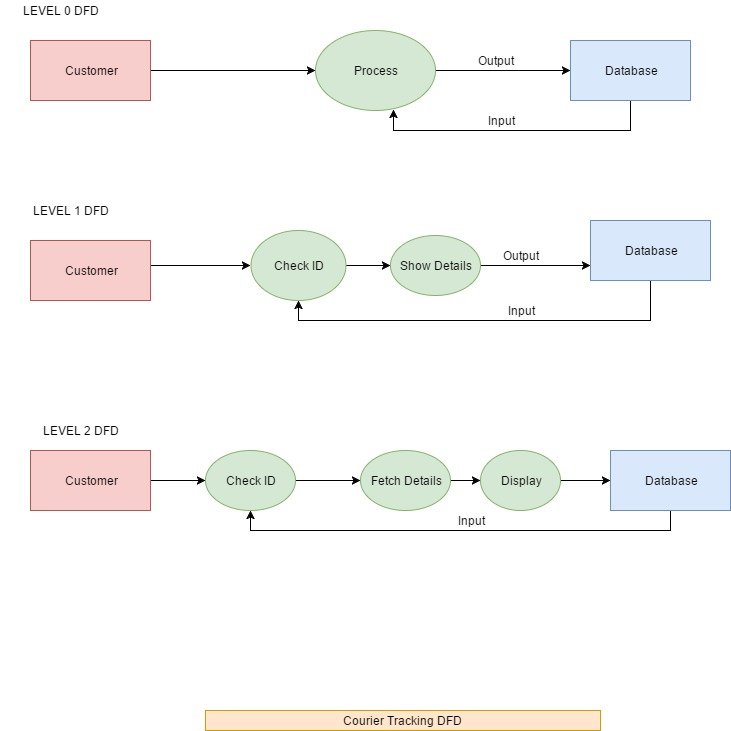 LEVEL 0 DFD
Customer
Process
Output
Database
Input
LEVEL 1 DFD
Customer
Check ID
Show Details
Output
Database
Input
LEVEL 2 DFD
Customer
Check ID
Fetch Details
Display
Database
Input
Courier Tracking DFD